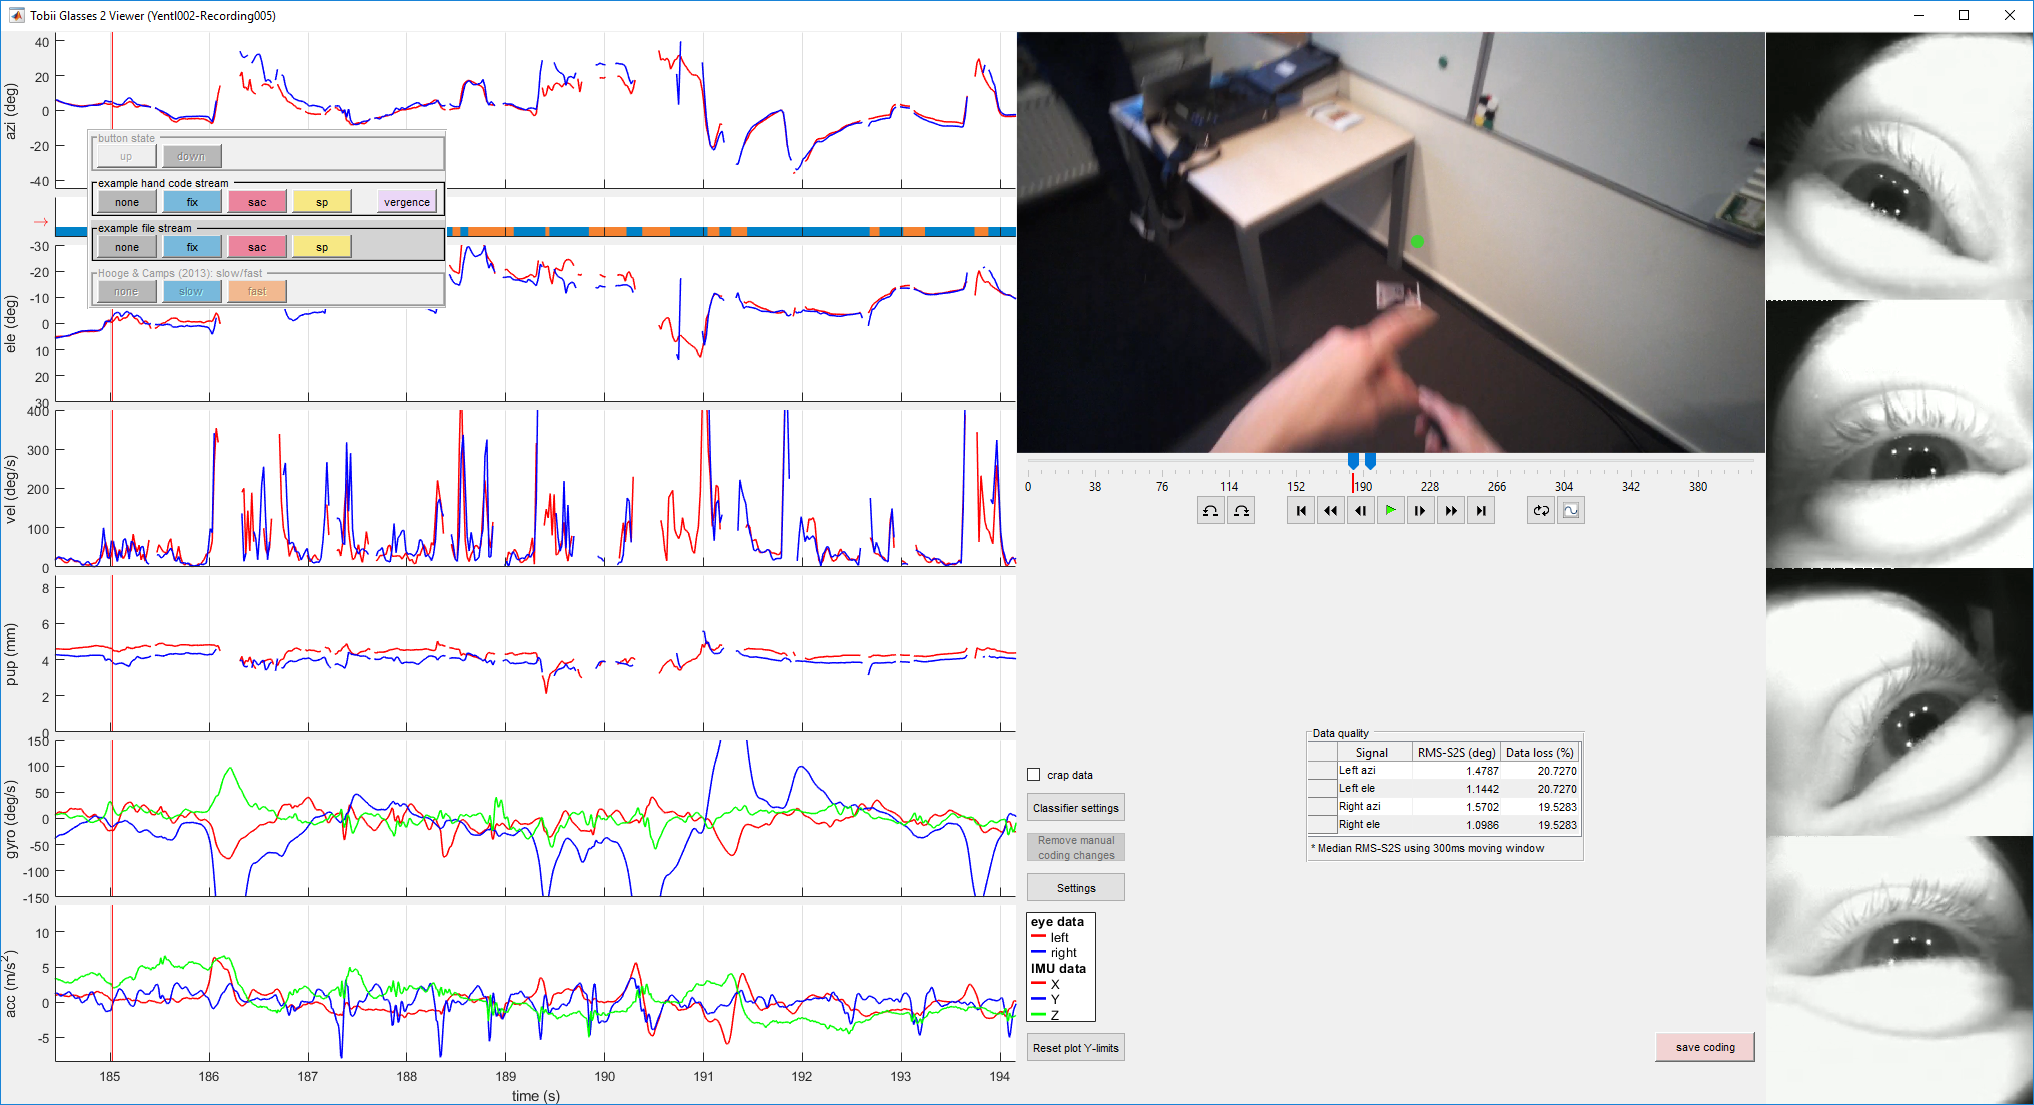 Tobii Glasses 2 Viewer (YentI002-Recording005)
azi (deg)
40
20
0
-20
-40
button state
up down
example hand code stream
none fix sac sp vergence
example file stream
none fix sac sp
Hooge & Camps (2013): slow/fast
none slow fast
→
ele (deg)
-30
-20
-10
0
10
20
30
vel (deg/s)
400
300
200
100
0
pup (mm)
8
6
4
2
0
gyro (deg/s)
150
100
50
0
-50
-100
-150
acc (m/s²)
10
5
0
-5
185 186 187 188 189 190 191 192 193 194
time (s)
0 38 76 114 152 190 228 266 304 342 380
crap data
Classifier settings
Remove manual
coding changes
Settings
eye data
left
right
IMU data
X
Y
Z
Reset plot Y-limits
Data quality
Signal RMS-S2S (deg) Data loss (%)
Left azi 1.4787 20.7270
Left ele 1.1442 20.7270
Right azi 1.5702 19.5283
Right ele 1.0986 19.5283
* Median RMS-S2S using 300ms moving window
save coding